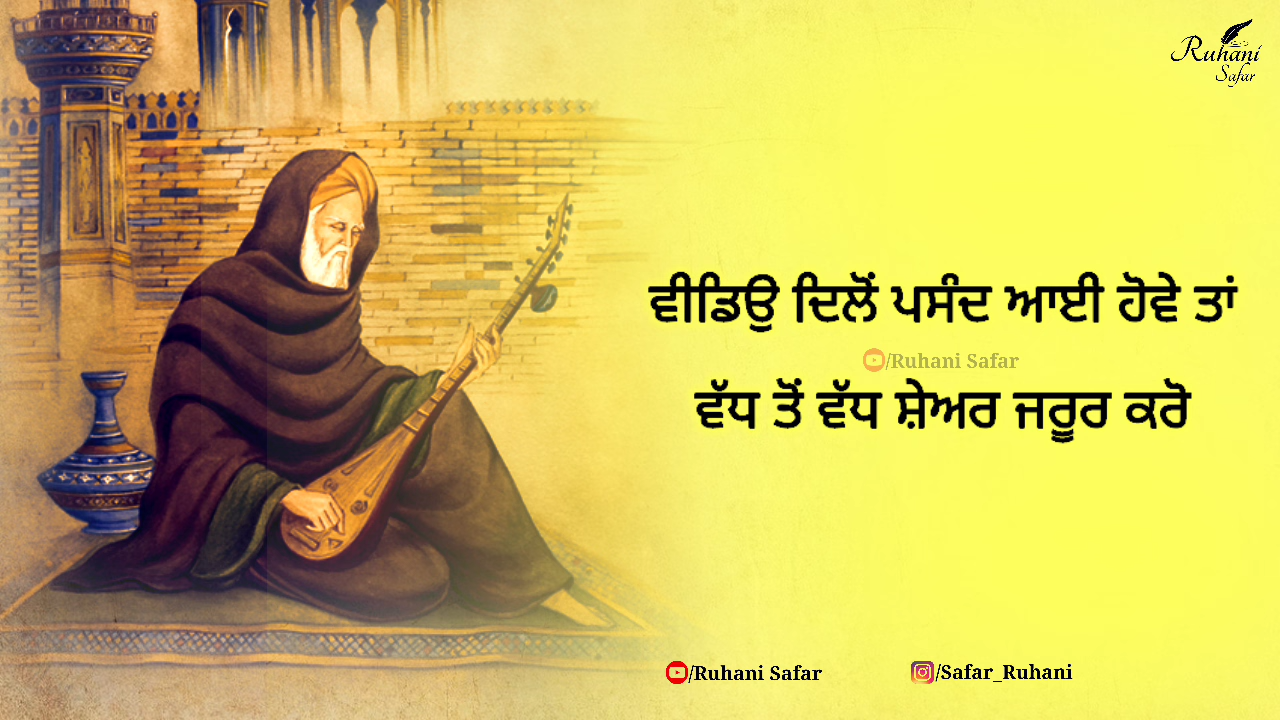 Ruhani
Safar
ਵੀਡਿਉ ਦਿਲੋਂ ਪਸੰਦ ਆਈ ਹੋਵੇ ਤਾਂ
/Ruhani Safar
ਵੱਧ ਤੋਂ ਵੱਧ ਸ਼ੇਅਰ ਜਰੂਰ ਕਰੋ
/Ruhani Safar /Safar_Ruhani